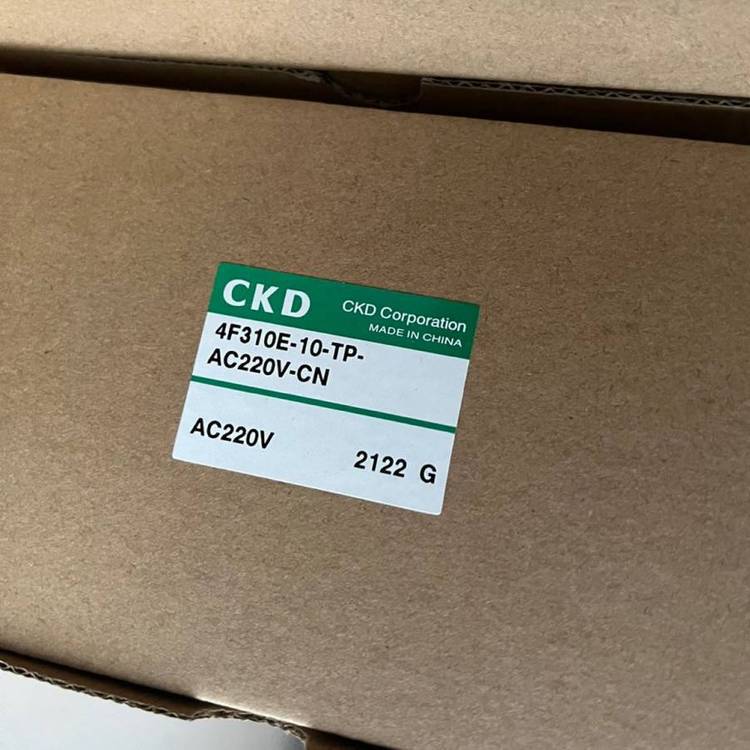 CKD
CKD Corporation
MADE IN CHINA
4F310E-10-TP-
AC220V-CN
AC220V
2122 G